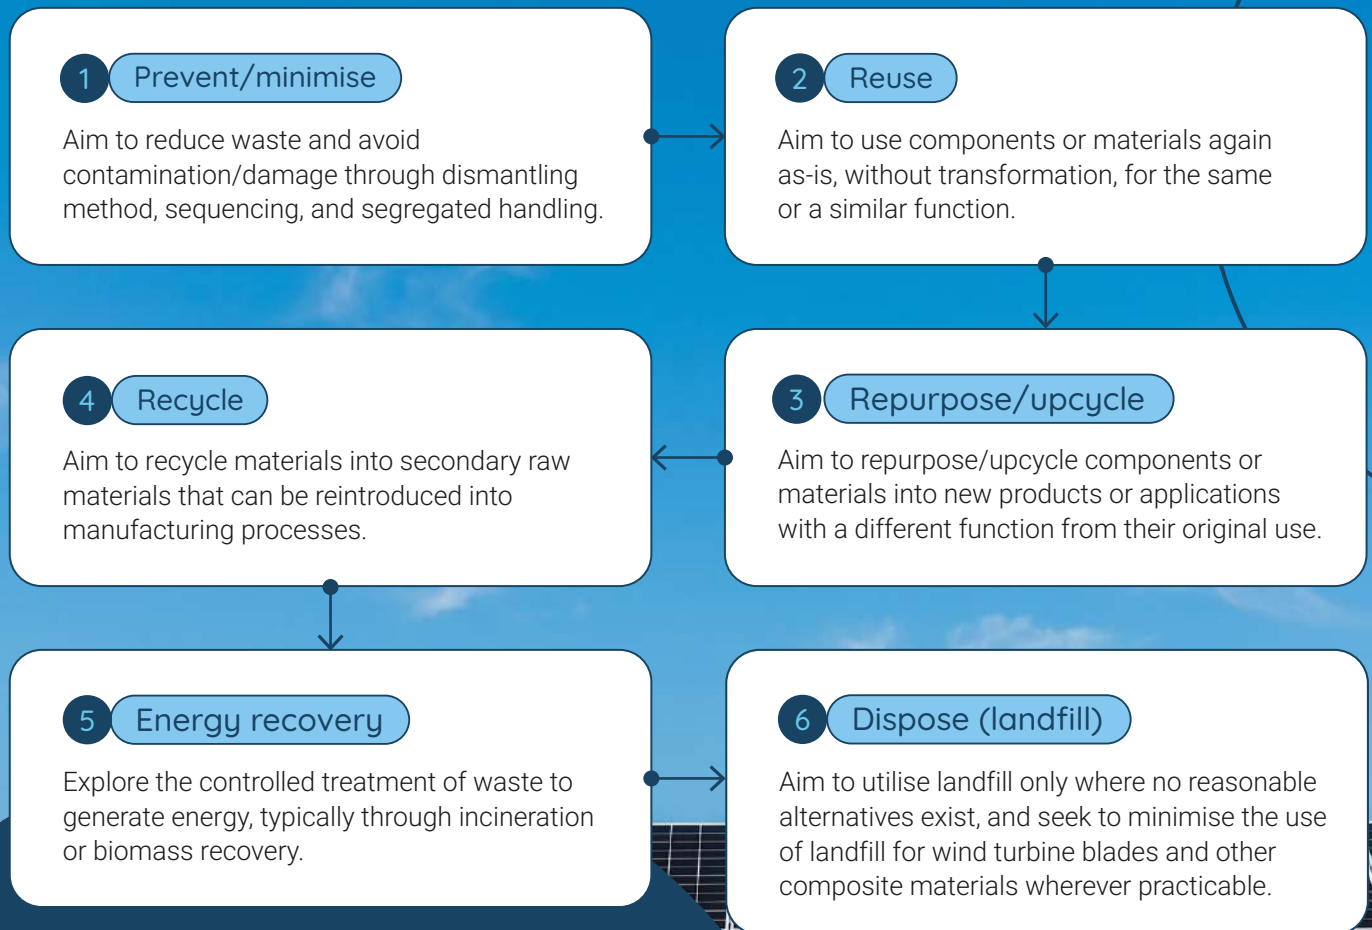 1 Prevent/minimise
Aim to reduce waste and avoid
contamination/damage through dismantling
method, sequencing, and segregated handling.
2 Reuse
Aim to use components or materials again
as-is, without transformation, for the same
or a similar function.
3 Repurpose/upcycle
Aim to repurpose/upcycle components or
materials into new products or applications
with a different function from their original use.
4 Recycle
Aim to recycle materials into secondary raw
materials that can be reintroduced into
manufacturing processes.
5 Energy recovery
Explore the controlled treatment of waste to
generate energy, typically through incineration
or biomass recovery.
6 Dispose (landfill)
Aim to utilise landfill only where no reasonable
alternatives exist, and seek to minimise the use
of landfill for wind turbine blades and other
composite materials wherever practicable.